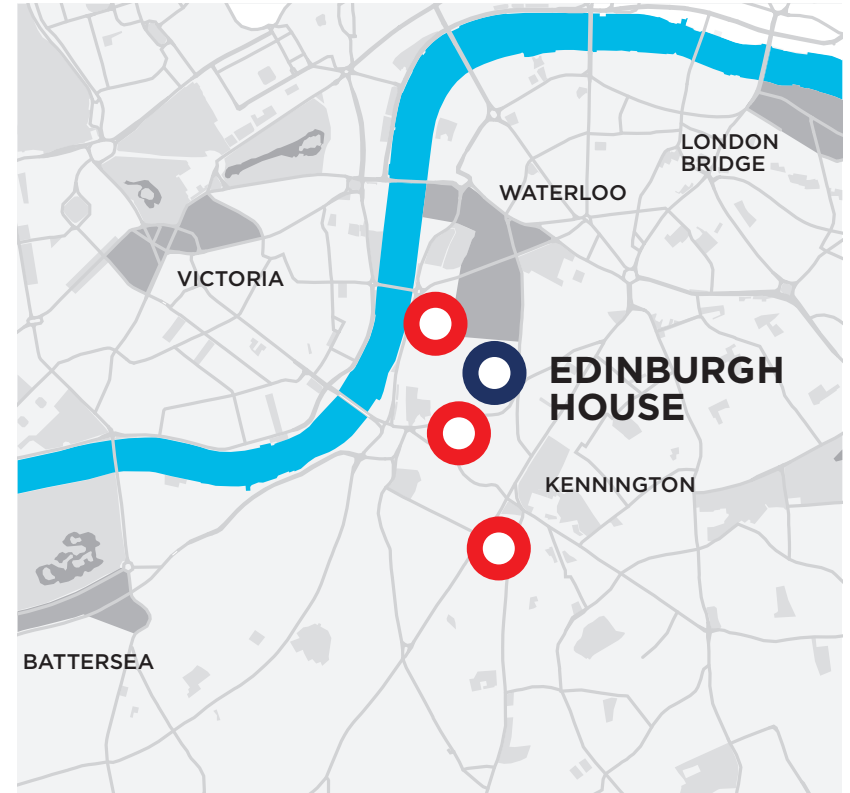 LONDON
BRIDGE
WATERLOO
VICTORIA
EDINBURGH
HOUSE
KENNINGTON
BATTERSEA